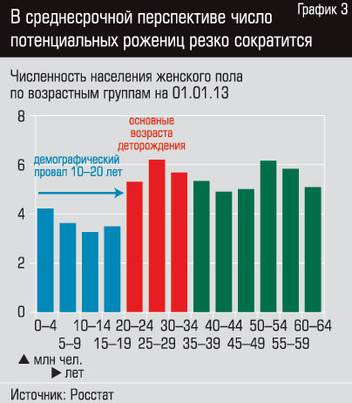 График 3
В среднесрочной перспективе число
потенциальных рожениц резко сократится
Численность населения женского пола
по возрастным группам на 01.01.13
8
основные
возраста
деторождения
демографический
провал 10–20 лет
6
4
2
0
0–4 10–14 20–24 30–34 40–44 50–54 60–64
5–9 15–19 25–29 35–39 45–49 55–59
▲ млн чел.
▶ лет
Источник: Росстат